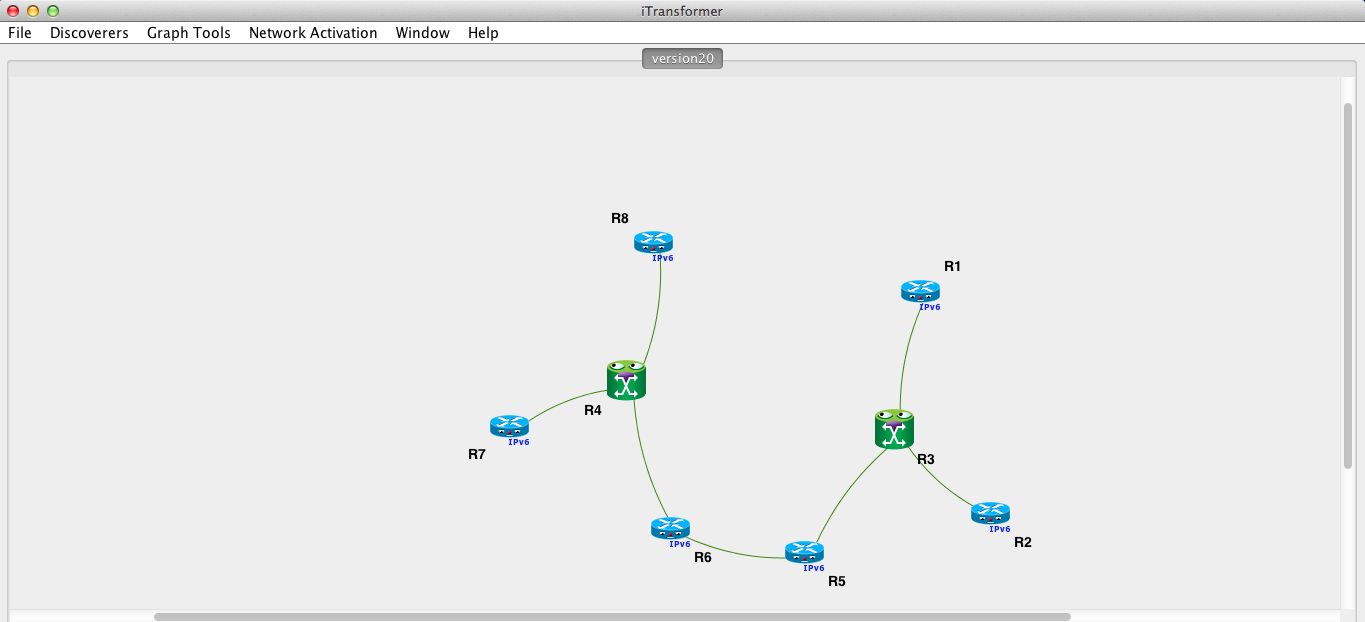 iTransformer
File Discoverers Graph Tools Network Activation Window Help
version20
R8
IPv6
R1
IPv6
R4
IPv6
R7
R3
IPv6
R2
IPv6
R6
IPv6
R5